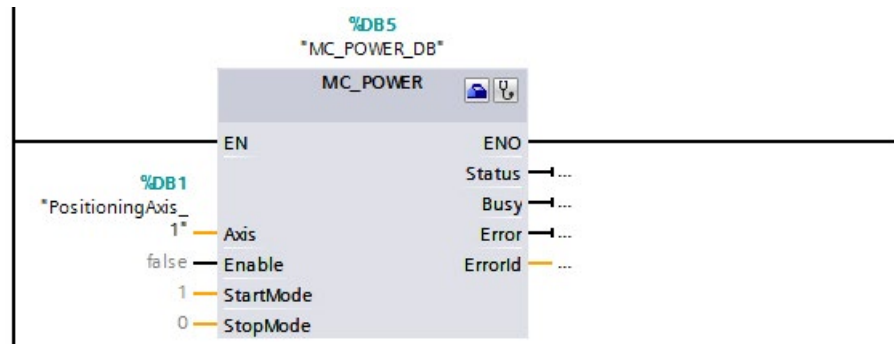 %DB5
"MC_POWER_DB"
MC_POWER
EN ENO
Status ...
%DB1
"PositioningAxis_
Busy ...
1" Axis Error ...
false Enable ErrorId ...
1 StartMode
0 StopMode